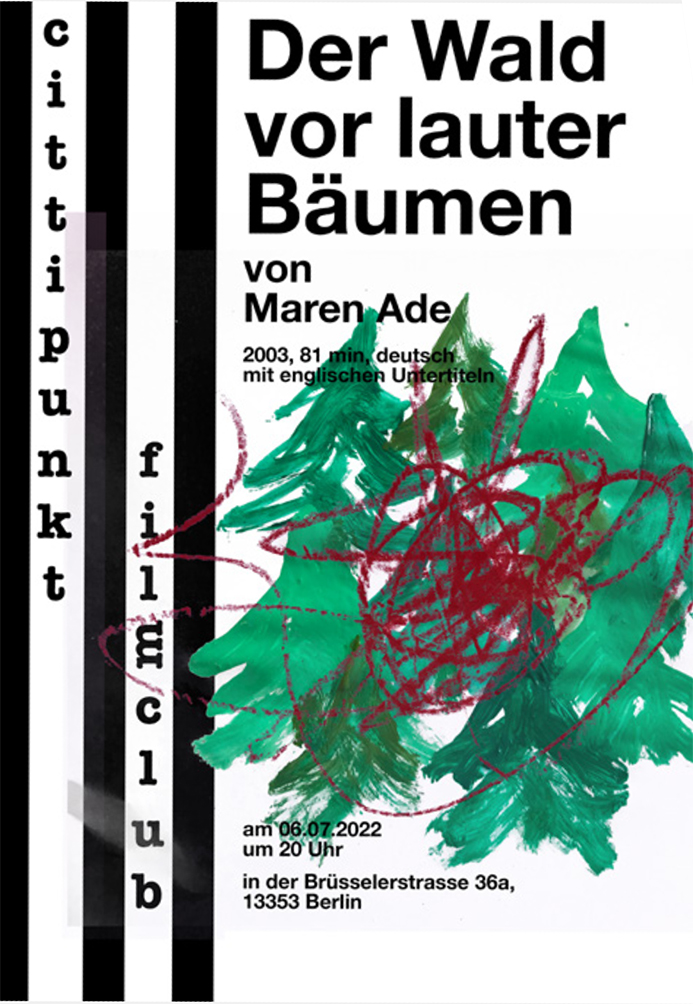 cittipunkt
filmclub
Der Wald
vor lauter
Bäumen
von
Maren Ade
2003, 81 min, deutsch
mit englischen Untertiteln
am 06.07.2022
um 20 Uhr
in der Brüsselerstrasse 36a,
13353 Berlin